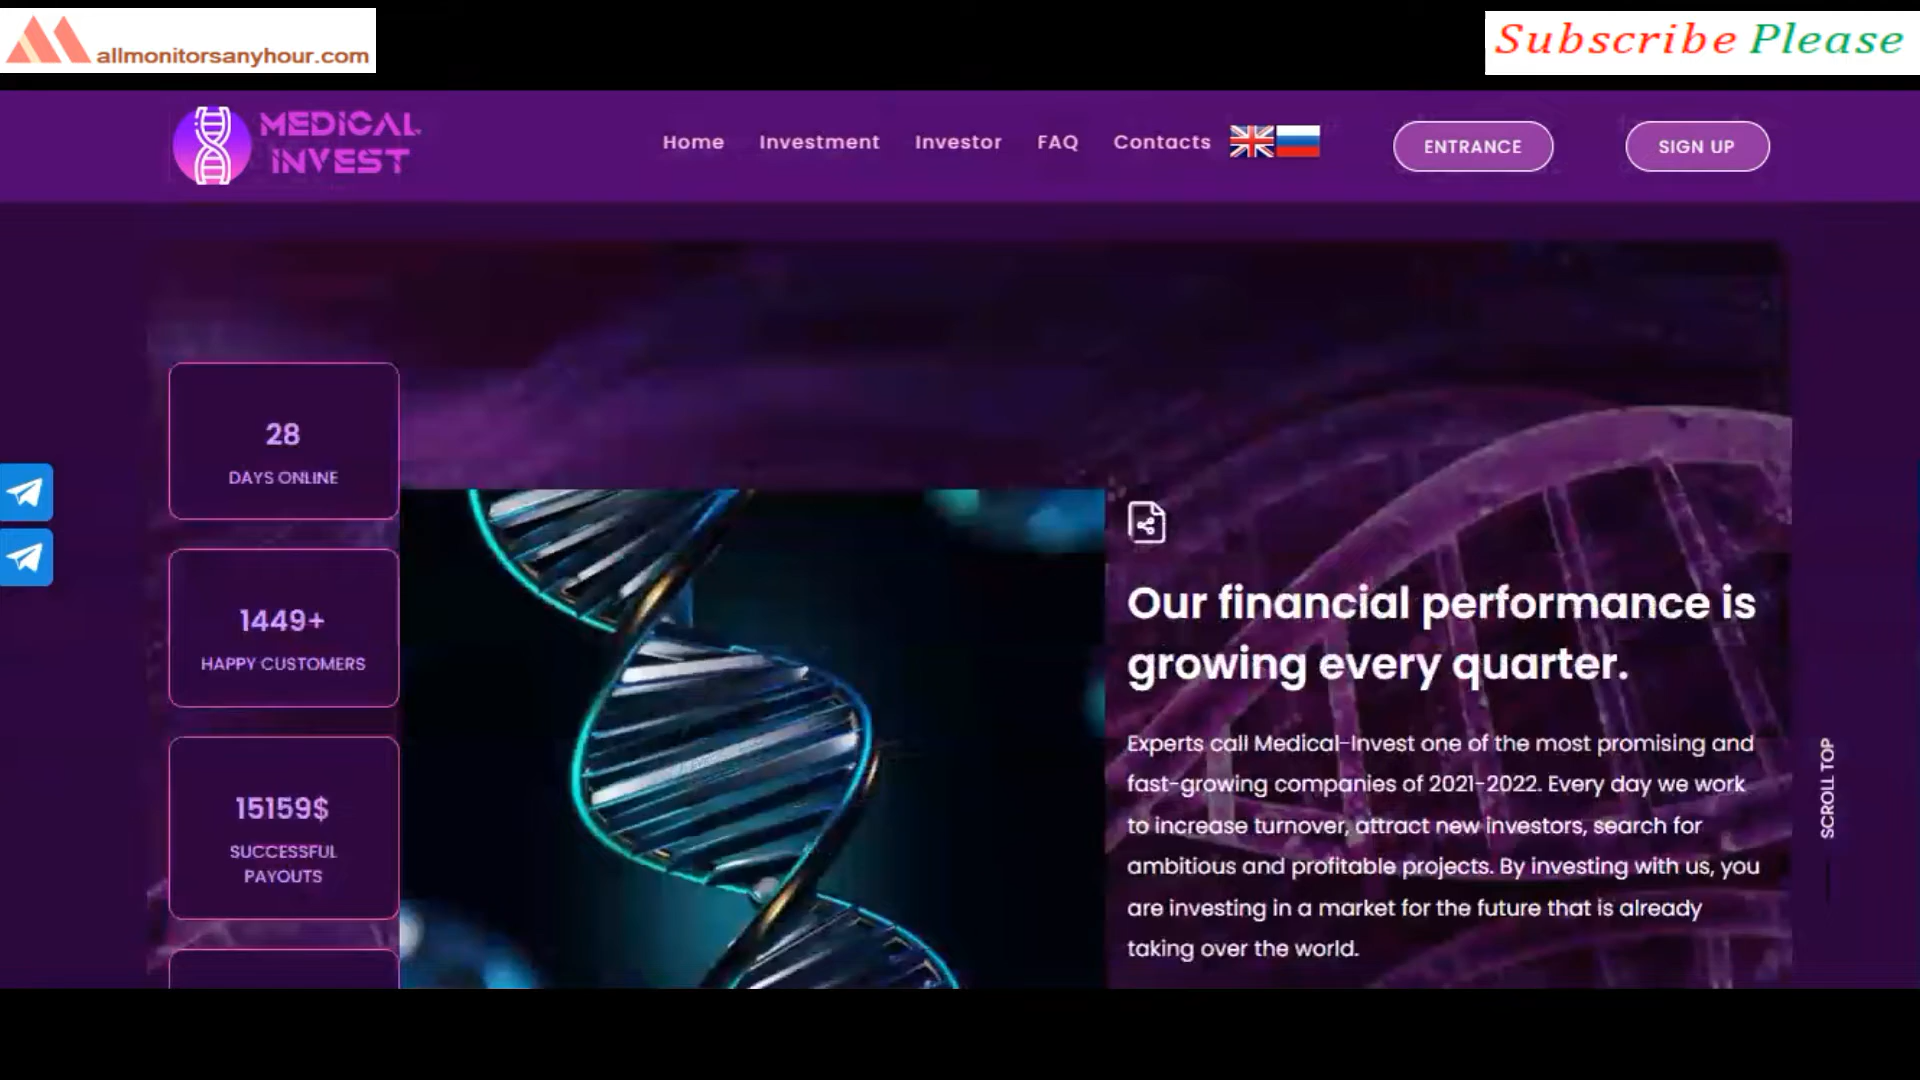 allmonitorsanyhour.com
Subscribe Please
MEDICAL
INVEST
Home Investment Investor FAQ Contacts
ENTRANCE
SIGN UP
28
DAYS ONLINE
1449+
HAPPY CUSTOMERS
15159$
SUCCESSFUL
PAYOUTS
Our financial performance is
growing every quarter.
Experts call Medical-Invest one of the most promising and
fast-growing companies of 2021-2022. Every day we work
to increase turnover, attract new investors, search for
ambitious and profitable projects. By investing with us, you
are investing in a market for the future that is already
taking over the world.
SCROLL TOP